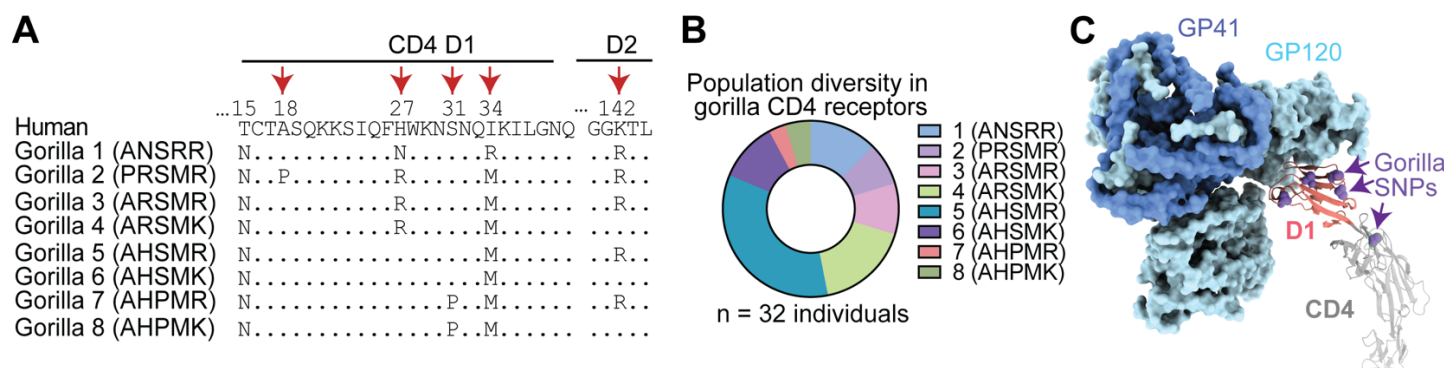 A
CD4 D1
D2
...15 18 27 31 34 ... 142
Human TCTASQKKSIQFHWKNSNQIKILGNQ GGKTL
Gorilla 1 (ANSRR) N...........N......R...... ..R..
Gorilla 2 (PRSMR) N..P........R......M...... ..R..
Gorilla 3 (ARSMR) N...........R......M...... ..R..
Gorilla 4 (ARSMK) N...........R......M...... .....
Gorilla 5 (AHSMR) N..................M...... ..R..
Gorilla 6 (AHSMK) N..................M...... .....
Gorilla 7 (AHPMR) N...............P..M...... ..R..
Gorilla 8 (AHPMK) N...............P..M...... .....
B
Population diversity in
gorilla CD4 receptors
1 (ANSRR)
2 (PRSMR)
3 (ARSMR)
4 (ARSMK)
5 (AHSMR)
6 (AHSMK)
7 (AHPMR)
8 (AHPMK)
n = 32 individuals
C
GP41
GP120
Gorilla
SNPs
D1
CD4